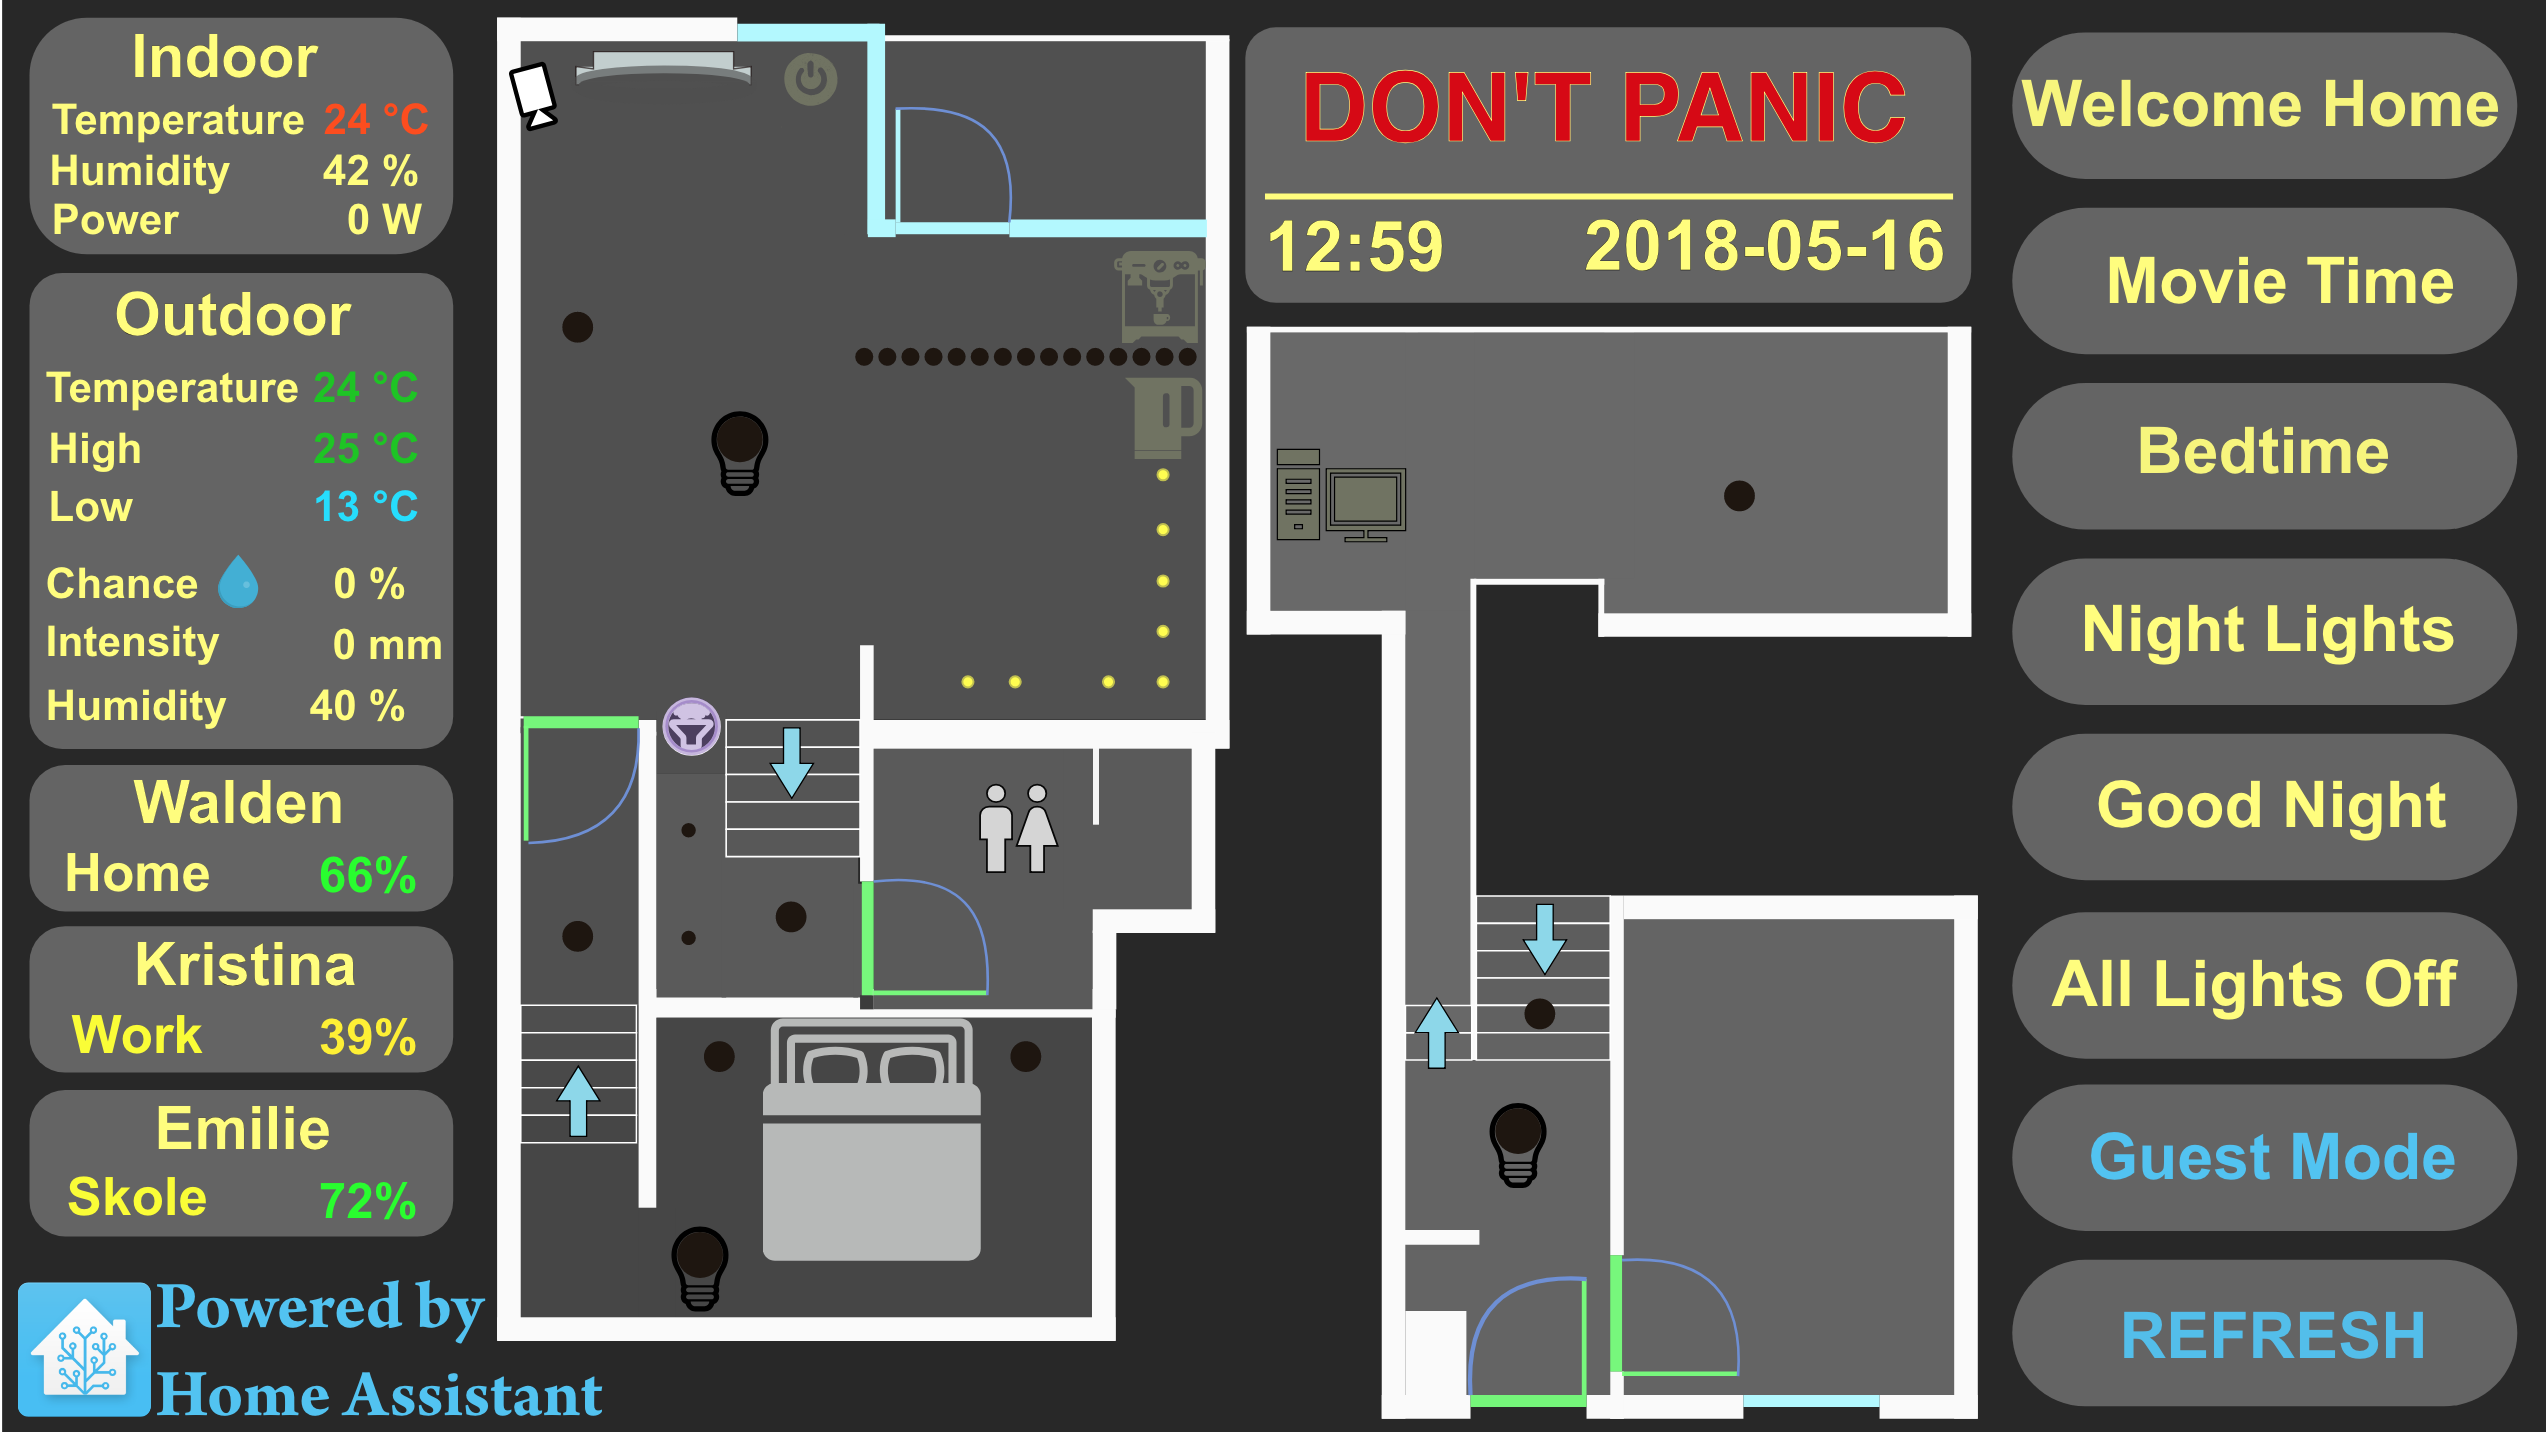 Indoor
Temperature 24 °C
Humidity 42 %
Power 0 W
Outdoor
Temperature 24 °C
High 25 °C
Low 13 °C
Chance 0 %
Intensity 0 mm
Humidity 40 %
Walden
Home 66%
Kristina
Work 39%
Emilie
Skole 72%
Powered by
Home Assistant
DON'T PANIC
12:59 2018-05-16
Welcome Home
Movie Time
Bedtime
Night Lights
Good Night
All Lights Off
Guest Mode
REFRESH